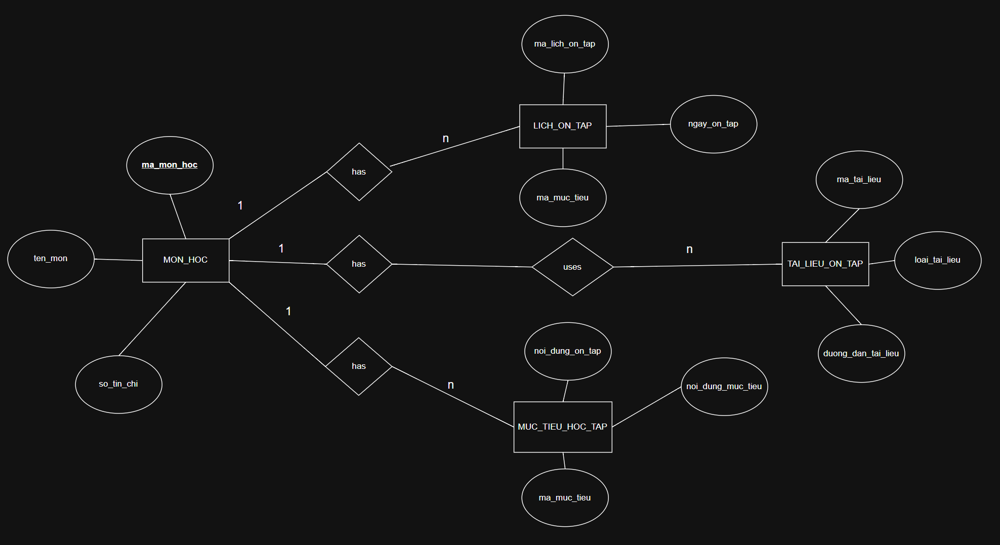 ma_lich_on_tap
LICH_ON_TAP
ngay_on_tap
n
ma_mon_hoc
has
ma_tai_lieu
ma_muc_tieu
1
ten_mon
MON_HOC
1
has
uses
n
TAI_LIEU_ON_TAP
loai_tai_lieu
1
noi_dung_on_tap
duong_dan_tai_lieu
has
so_tin_chi
n
noi_dung_muc_tieu
MUC_TIEU_HOC_TAP
ma_muc_tieu